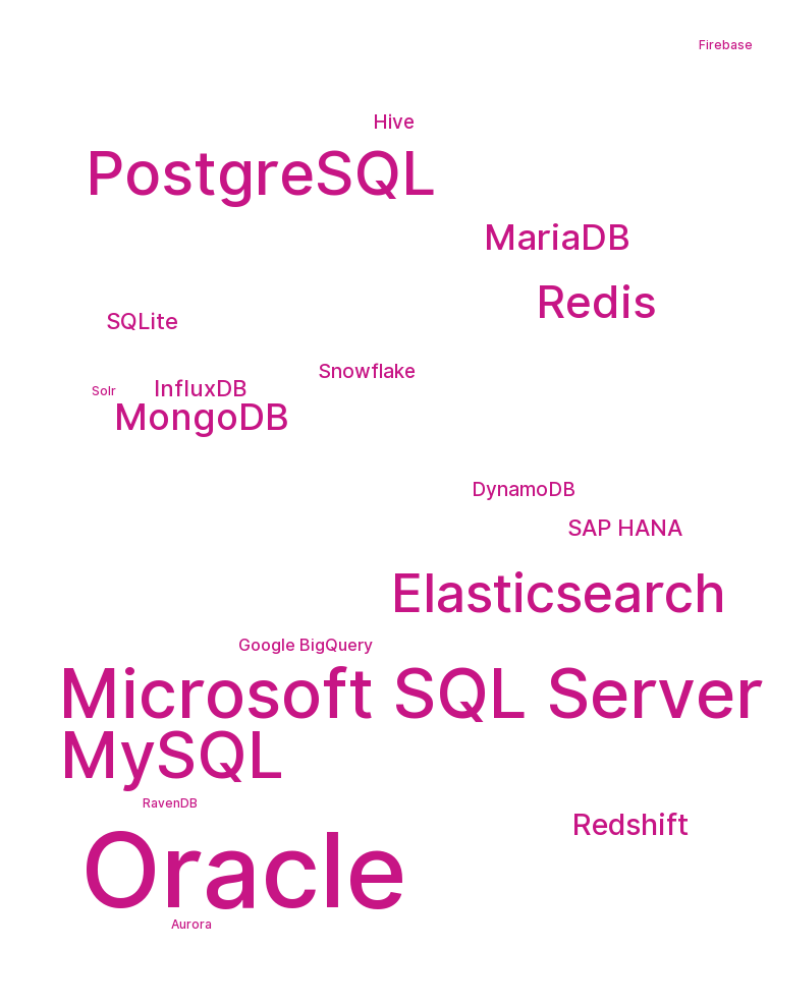 Firebase
Hive
PostgreSQL
MariaDB
Redis
SQLite
Snowflake
Solr
InfluxDB
MongoDB
DynamoDB
SAP HANA
Elasticsearch
Google BigQuery
Microsoft SQL Server
MySQL
RavenDB
Redshift
Oracle
Aurora